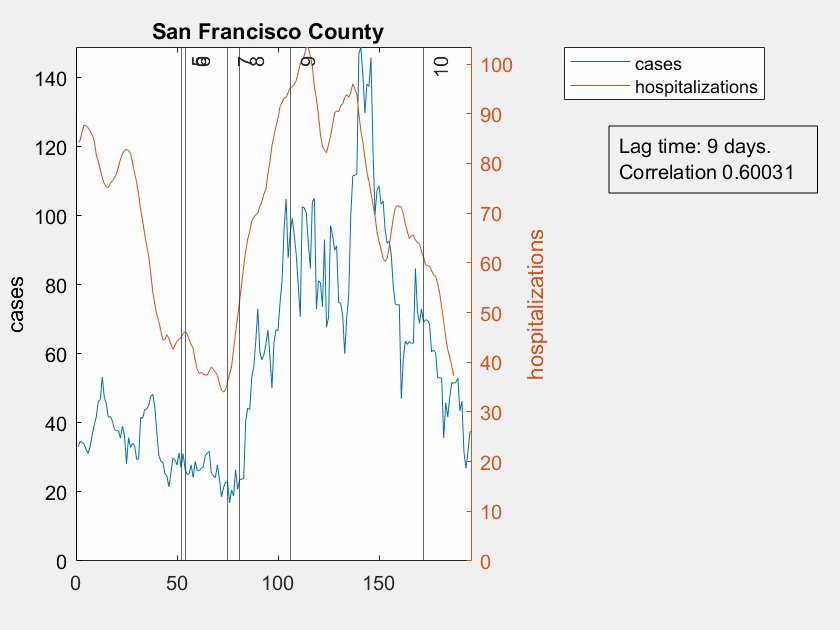 San Francisco County
5 6 7 8 9 10
cases
hospitalizations
Lag time: 9 days.
Correlation 0.60031
cases
0
20
40
60
80
100
120
140
0 50 100 150
hospitalizations
0
10
20
30
40
50
60
70
80
90
100